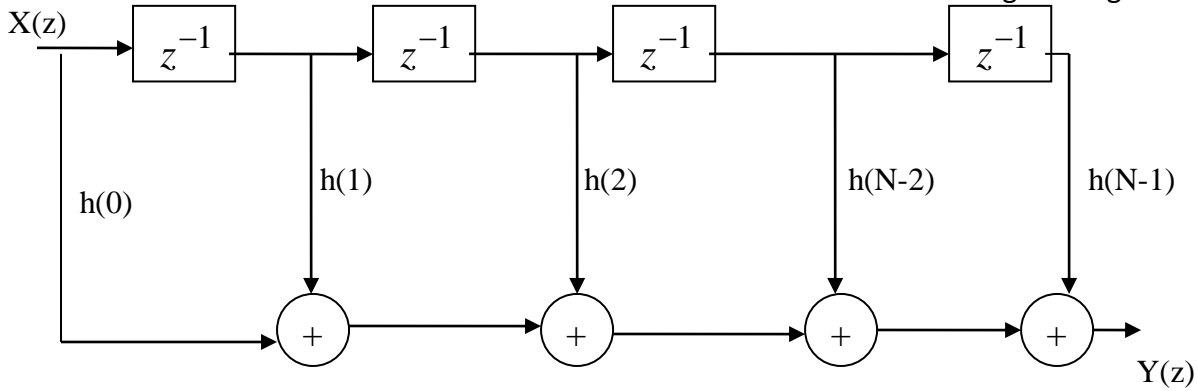 X(z)
z⁻¹ z⁻¹ z⁻¹ z⁻¹
h(0) h(1) h(2) h(N-2) h(N-1)
+ + + +
Y(z)